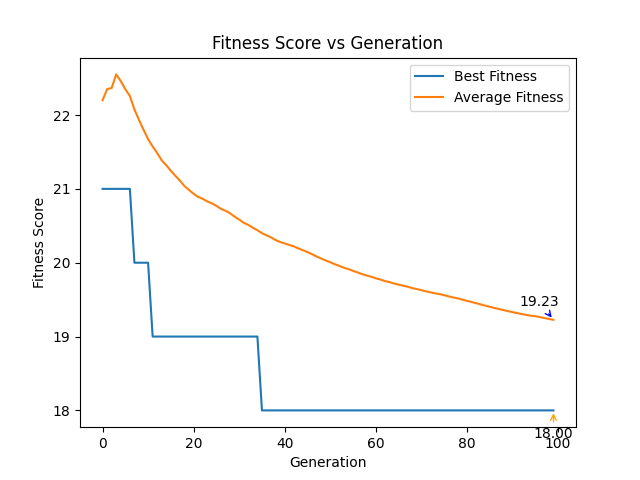 Fitness Score vs Generation
Best Fitness
Average Fitness
Fitness Score
22
21
20
19
18
19.23
18.00
0
20
40
60
80
100
Generation